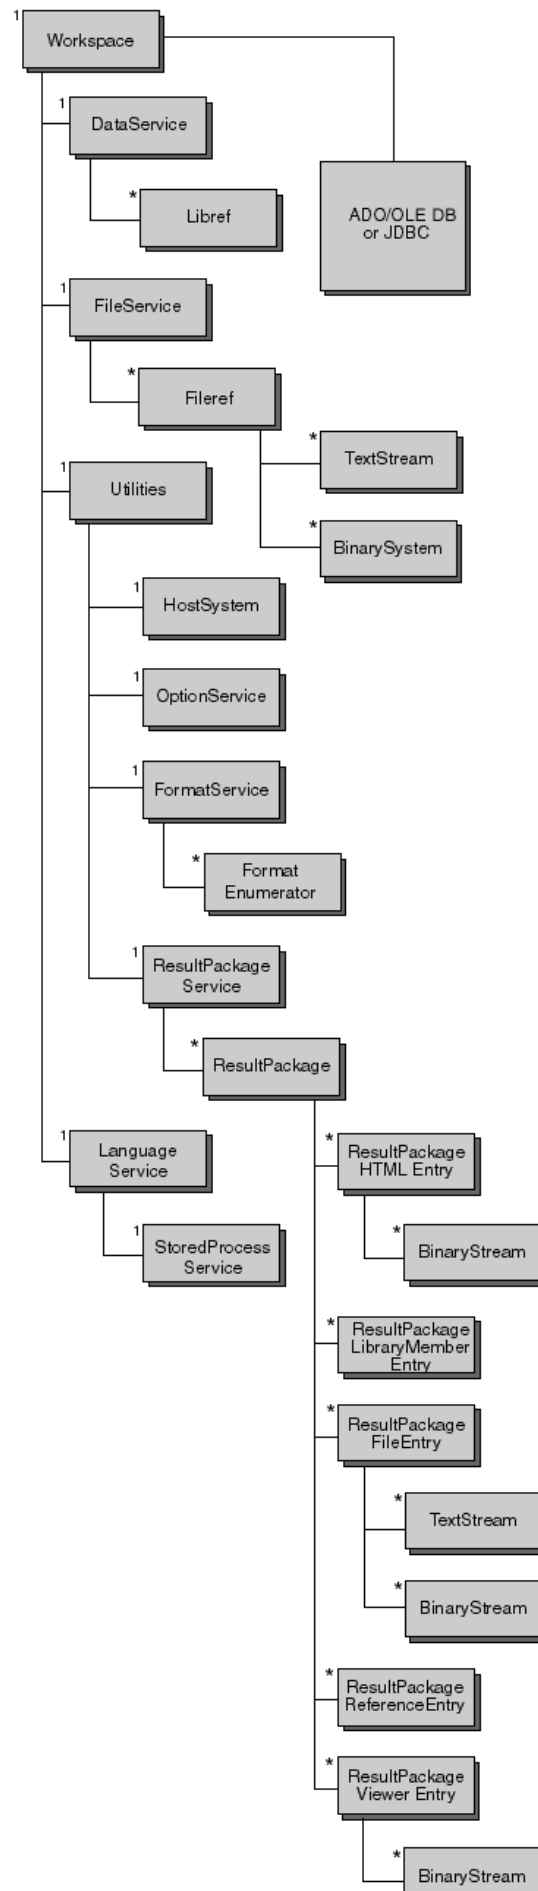 1
Workspace
1
DataService
*
Libref
ADO/OLE DB
or JDBC
1
FileService
*
Fileref
*
TextStream
1
Utilities
*
BinarySystem
1
HostSystem
1
OptionService
1
FormatService
*
Format
Enumerator
1
ResultPackage
Service
*
ResultPackage
1
Language
Service
*
ResultPackage
HTML Entry
1
StoredProcess
Service
*
BinaryStream
*
ResultPackage
LibraryMember
Entry
*
ResultPackage
FileEntry
*
TextStream
*
BinaryStream
*
ResultPackage
ReferenceEntry
*
ResultPackage
Viewer Entry
*
BinaryStream